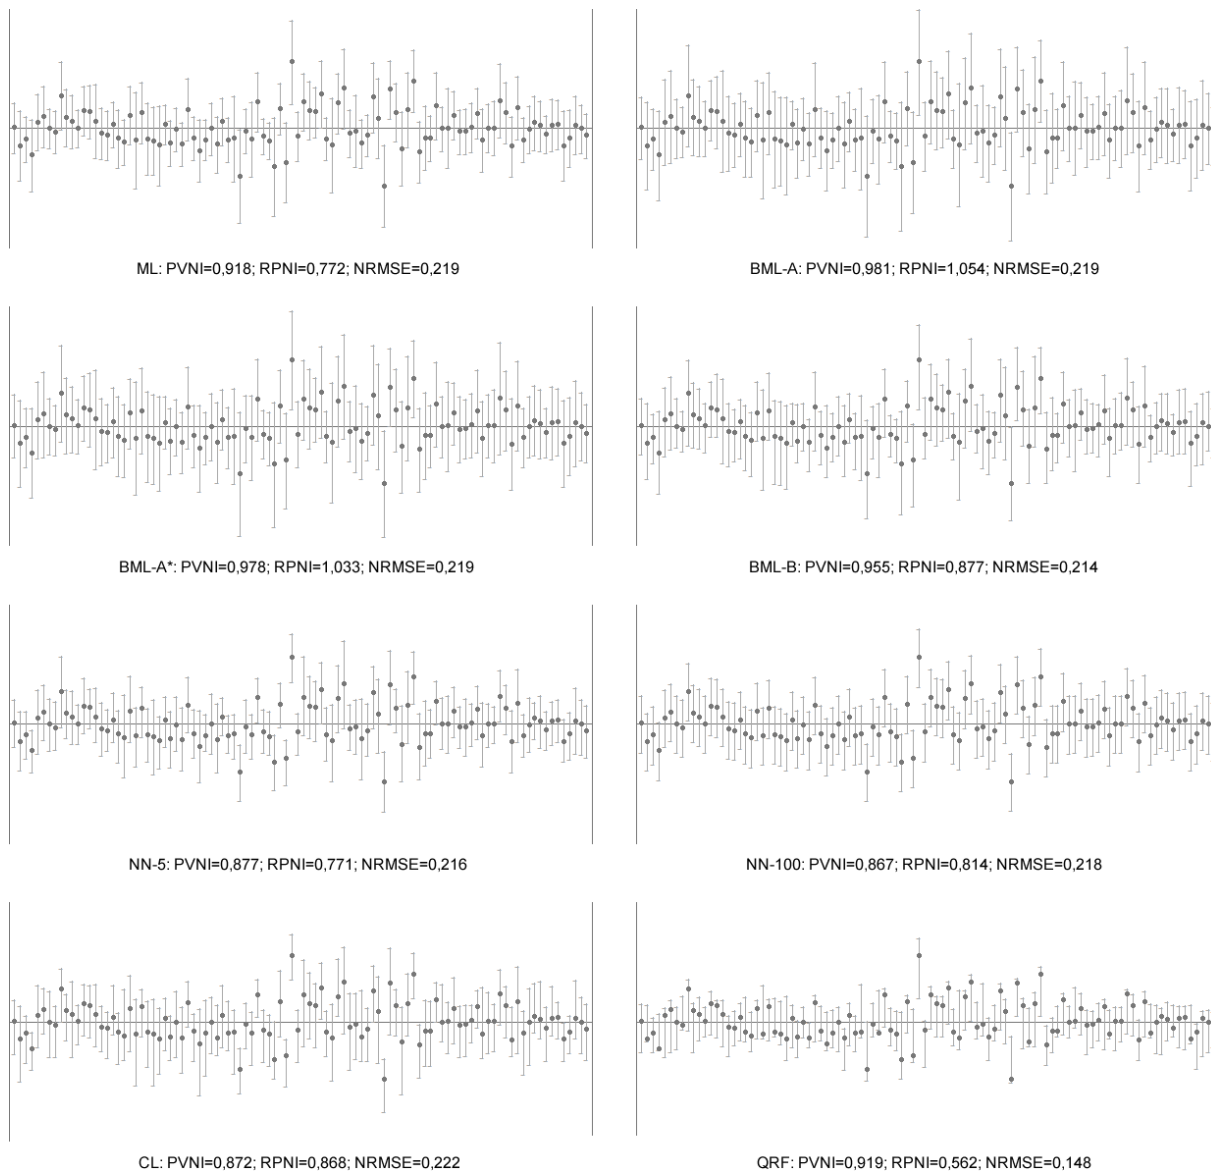 ML: PVNI=0,918; RPNI=0,772; NRMSE=0,219
BML-A: PVNI=0,981; RPNI=1,054; NRMSE=0,219
BML-A*: PVNI=0,978; RPNI=1,033; NRMSE=0,219
BML-B: PVNI=0,955; RPNI=0,877; NRMSE=0,214
NN-5: PVNI=0,877; RPNI=0,771; NRMSE=0,216
NN-100: PVNI=0,867; RPNI=0,814; NRMSE=0,218
CL: PVNI=0,872; RPNI=0,868; NRMSE=0,222
QRF: PVNI=0,919; RPNI=0,562; NRMSE=0,148